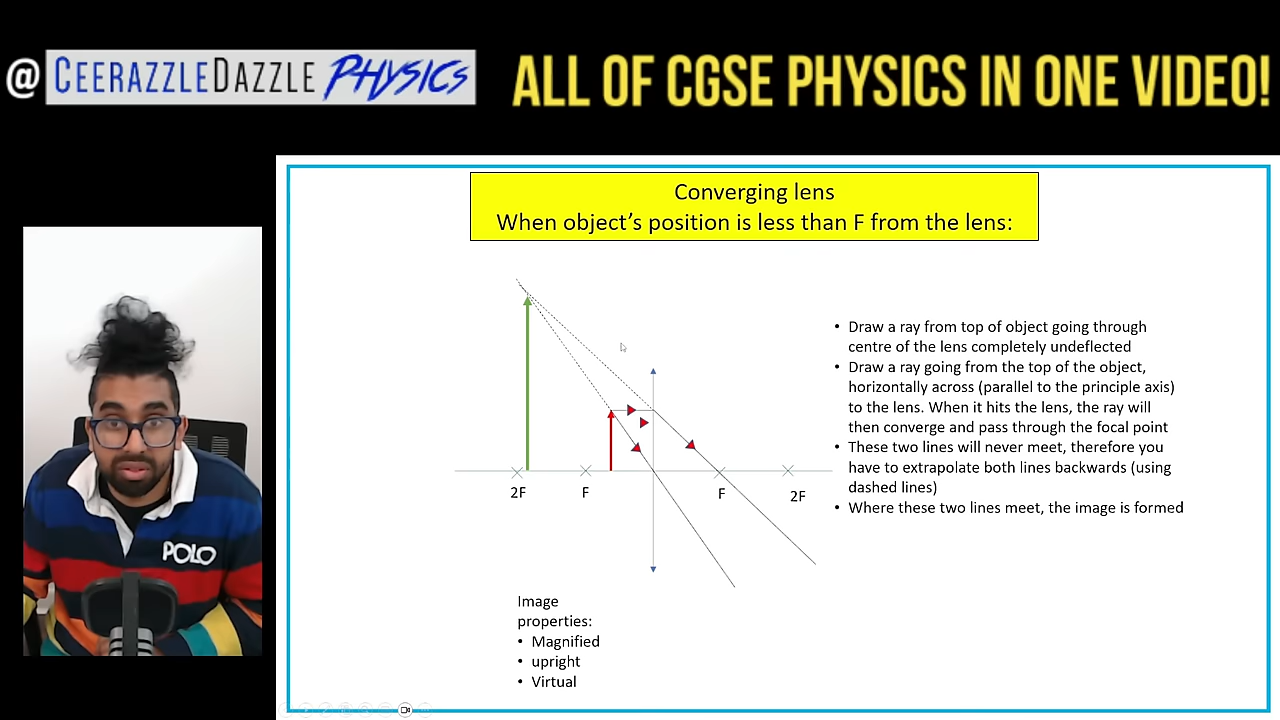 @ CEERAZZLEDAZZLE PHYSICS
ALL OF CGSE PHYSICS IN ONE VIDEO!
Converging lens
When object's position is less than F from the lens:
• Draw a ray from top of object going through
centre of the lens completely undeflected
• Draw a ray going from the top of the object,
horizontally across (parallel to the principle axis)
to the lens. When it hits the lens, the ray will
then converge and pass through the focal point
• These two lines will never meet, therefore you
have to extrapolate both lines backwards (using
dashed lines)
• Where these two lines meet, the image is formed
2F F F 2F
POLO
Image
properties:
• Magnified
• upright
• Virtual